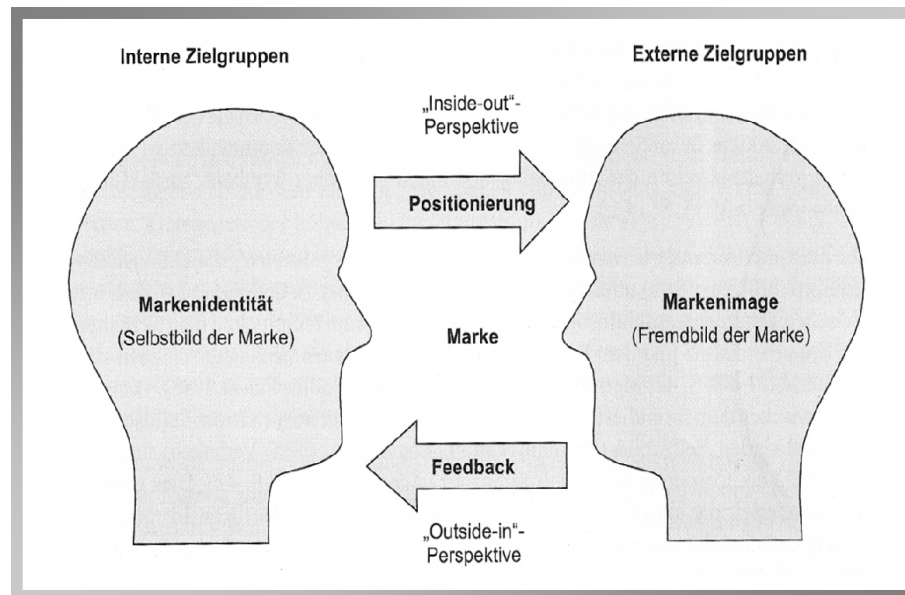 Interne Zielgruppen
Externe Zielgruppen
„Inside-out“-
Perspektive
Positionierung
Markenidentität
(Selbstbild der Marke)
Marke
Markenimage
(Fremdbild der Marke)
Feedback
„Outside-in“-
Perspektive